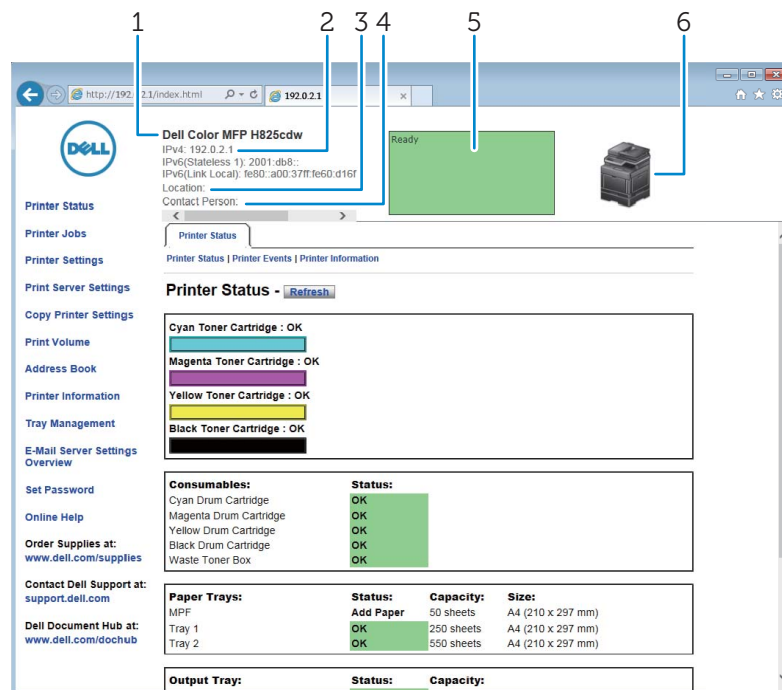 1 2 3 4 5 6
http://192. 2.1/index.html
192.0.2.1
DELL
Dell Color MFP H825cdw
IPv4: 192.0.2.1
IPv6(Stateless 1): 2001:db8::
IPv6(Link Local): fe80::a00:37ff:fe60:d16f
Location:
Contact Person:
Ready
Printer Status
Printer Jobs
Printer Settings
Print Server Settings
Copy Printer Settings
Print Volume
Address Book
Printer Information
Tray Management
E-Mail Server Settings
Overview
Set Password
Online Help
Order Supplies at:
www.dell.com/supplies
Contact Dell Support at:
support.dell.com
Dell Document Hub at:
www.dell.com/dochub
Printer Status
Printer Status | Printer Events | Printer Information
Printer Status - Refresh
Cyan Toner Cartridge : OK
Magenta Toner Cartridge : OK
Yellow Toner Cartridge : OK
Black Toner Cartridge : OK
Consumables: Status:
Cyan Drum Cartridge OK
Magenta Drum Cartridge OK
Yellow Drum Cartridge OK
Black Drum Cartridge OK
Waste Toner Box OK
Paper Trays: Status: Capacity: Size:
MPF Add Paper 50 sheets A4 (210 x 297 mm)
Tray 1 OK 250 sheets A4 (210 x 297 mm)
Tray 2 OK 550 sheets A4 (210 x 297 mm)
Output Tray: Status: Capacity: